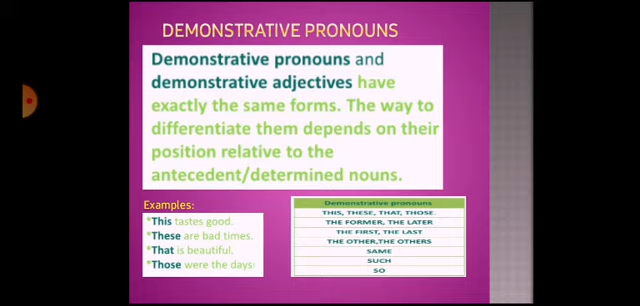 DEMONSTRATIVE PRONOUNS
Demonstrative pronouns and
demonstrative adjectives have
exactly the same forms. The way to
differentiate them depends on their
position relative to the
antecedent/determined nouns.
Examples:
*This tastes good.
*These are bad times.
*That is beautiful.
*Those were the days!
Demonstrative pronouns
THIS, THESE, THAT, THOSE.
THE FORMER, THE LATER
THE FIRST, THE LAST
THE OTHER,THE OTHERS
SAME
SUCH
SO